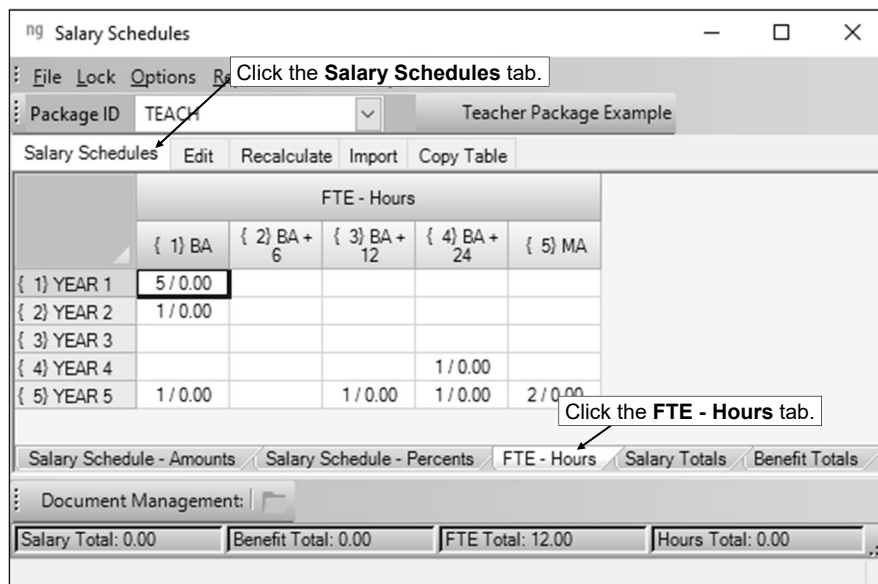 ng Salary Schedules
File Lock Options
Click the Salary Schedules tab.
Package ID TEACH Teacher Package Example
Salary Schedules Edit Recalculate Import Copy Table
FTE - Hours
{ 1} BA { 2} BA + 6 { 3} BA + 12 { 4} BA + 24 { 5} MA
{ 1} YEAR 1 5 / 0.00
{ 2} YEAR 2 1 / 0.00
{ 3} YEAR 3
{ 4} YEAR 4 1 / 0.00
{ 5} YEAR 5 1 / 0.00 1 / 0.00 1 / 0.00 2 / 0.00
Click the FTE - Hours tab.
Salary Schedule - Amounts Salary Schedule - Percents FTE - Hours Salary Totals Benefit Totals
Document Management:
Salary Total: 0.00 Benefit Total: 0.00 FTE Total: 12.00 Hours Total: 0.00